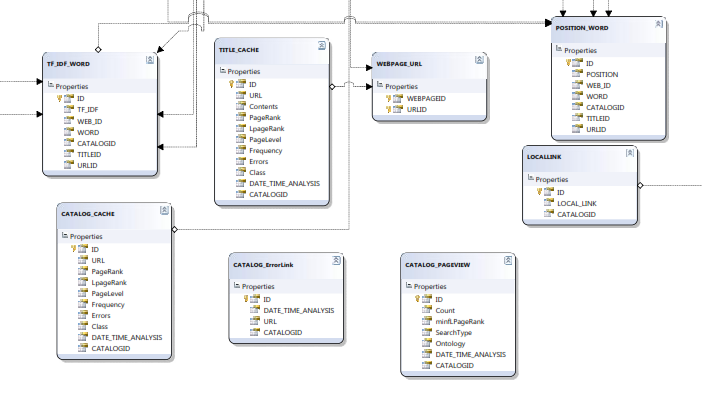 TF_IDF_WORD
Properties
ID
TF_IDF
WEB_ID
WORD
CATALOGID
TITLEID
URLID
TITLE_CACHE
Properties
ID
URL
Contents
PageRank
LpageRank
PageLevel
Frequency
Errors
Class
DATE_TIME_ANALYSIS
CATALOGID
WEBPAGE_URL
Properties
WEBPAGEID
URLID
POSITION_WORD
Properties
ID
POSITION
WEB_ID
WORD
CATALOGID
TITLEID
URLID
LOCALLINK
Properties
ID
LOCAL_LINK
CATALOGID
CATALOG_CACHE
Properties
ID
URL
PageRank
LpageRank
PageLevel
Frequency
Errors
Class
DATE_TIME_ANALYSIS
CATALOGID
CATALOG_ErrorLink
Properties
ID
DATE_TIME_ANALYSIS
URL
CATALOGID
CATALOG_PAGEVIEW
Properties
ID
Count
minfLPageRank
SearchType
Ontology
DATE_TIME_ANALYSIS
CATALOGID